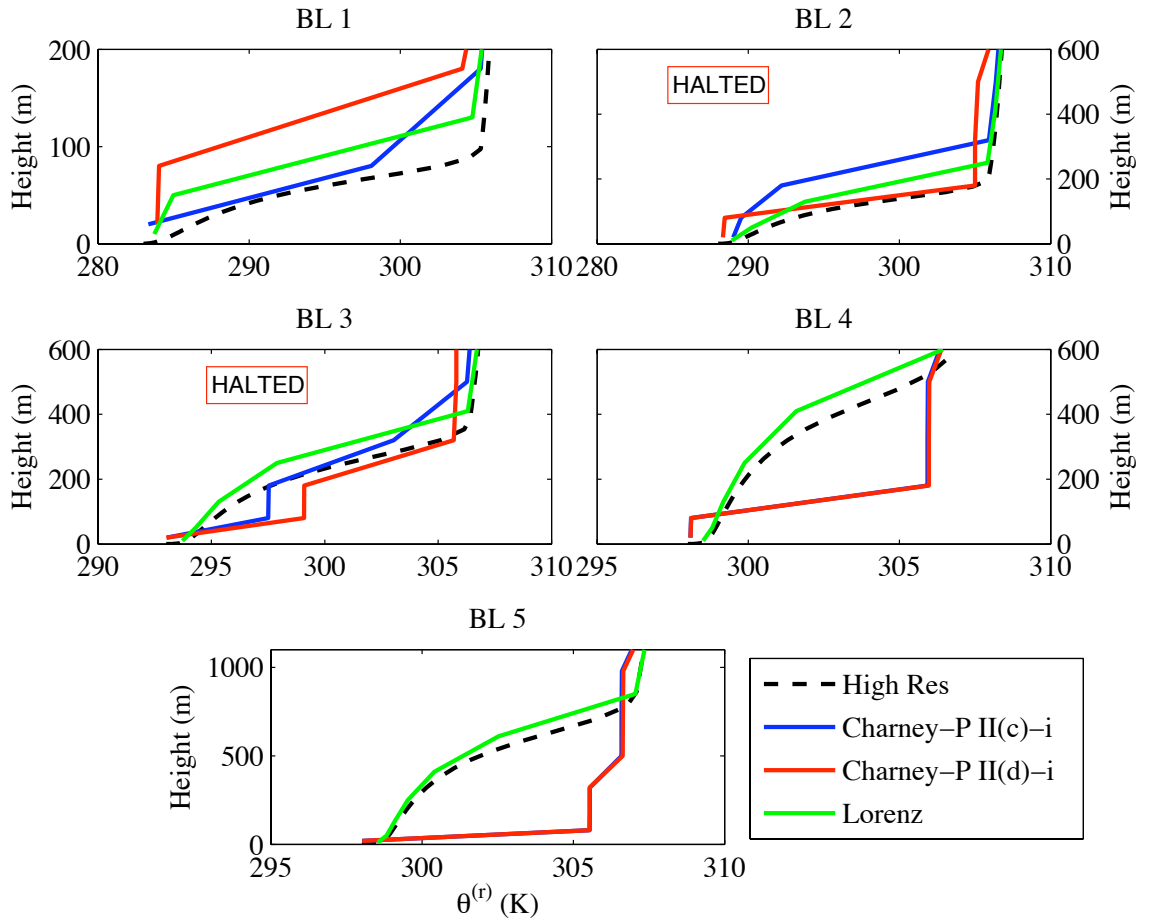 BL 1
BL 2
Height (m)
200
100
0
280
290
300
310
HALTED
600
400
200
0
Height (m)
280
290
300
310
BL 3
BL 4
Height (m)
600
400
200
0
HALTED
290
295
300
305
310
600
400
200
0
Height (m)
295
300
305
310
BL 5
Height (m)
1000
500
0
295
300
305
310
θ(r) (K)
High Res
Charney–P II(c)–i
Charney–P II(d)–i
Lorenz